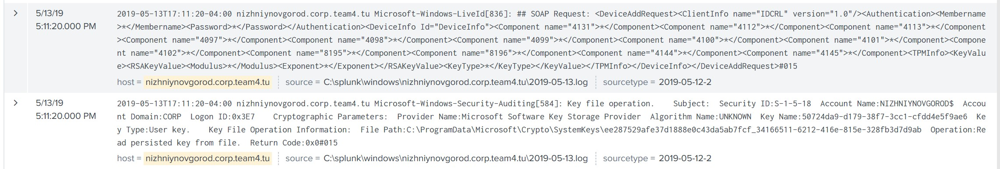 5/13/19
5:11:20.000 PM
2019-05-13T17:11:20-04:00 nizhniynovgorod.corp.team4.tu Microsoft-Windows-LiveId[836]: ## SOAP Request: <DeviceAddRequest><ClientInfo name="IDCRL" version="1.0"/><Authentication><Membername
>*</Membername><Password>*</Password></Authentication><DeviceInfo Id="DeviceInfo"><Component name="4131">*</Component><Component name="4112">*</Component><Component name="4113">*</Component
><Component name="4097">*</Component><Component name="4098">*</Component><Component name="4099">*</Component><Component name="4100">*</Component><Component name="4101">*</Component><Compone
nt name="4102">*</Component><Component name="8195">*</Component><Component name="8196">*</Component><Component name="4144">*</Component><Component name="4145">*</Component><TPMInfo><KeyValu
e><RSAKeyValue><Modulus>*</Modulus><Exponent>*</Exponent></RSAKeyValue><KeyType>*</KeyType></KeyValue></TPMInfo></DeviceInfo></DeviceAddRequest>#015
host = nizhniynovgorod.corp.team4.tu source = C:\splunk\windows\nizhniynovgorod.corp.team4.tu\2019-05-13.log sourcetype = 2019-05-12-2
5/13/19
5:11:20.000 PM
2019-05-13T17:11:20-04:00 nizhniynovgorod.corp.team4.tu Microsoft-Windows-Security-Auditing[584]: Key file operation. Subject: Security ID:S-1-5-18 Account Name:NIZHNIYNOVGOROD$ Accou
nt Domain:CORP Logon ID:0x3E7 Cryptographic Parameters: Provider Name:Microsoft Software Key Storage Provider Algorithm Name:UNKNOWN Key Name:50724da9-d179-38f7-3cc1-cfdd4e5f9ae6 Ke
y Type:User key. Key File Operation Information: File Path:C:\ProgramData\Microsoft\Crypto\SystemKeys\ee287529afe37d1888e0c43da5ab7fcf_34166511-6212-416e-815e-328fb3d7d9ab Operation:Re
ad persisted key from file. Return Code:0x0#015
host = nizhniynovgorod.corp.team4.tu source = C:\splunk\windows\nizhniynovgorod.corp.team4.tu\2019-05-13.log sourcetype = 2019-05-12-2